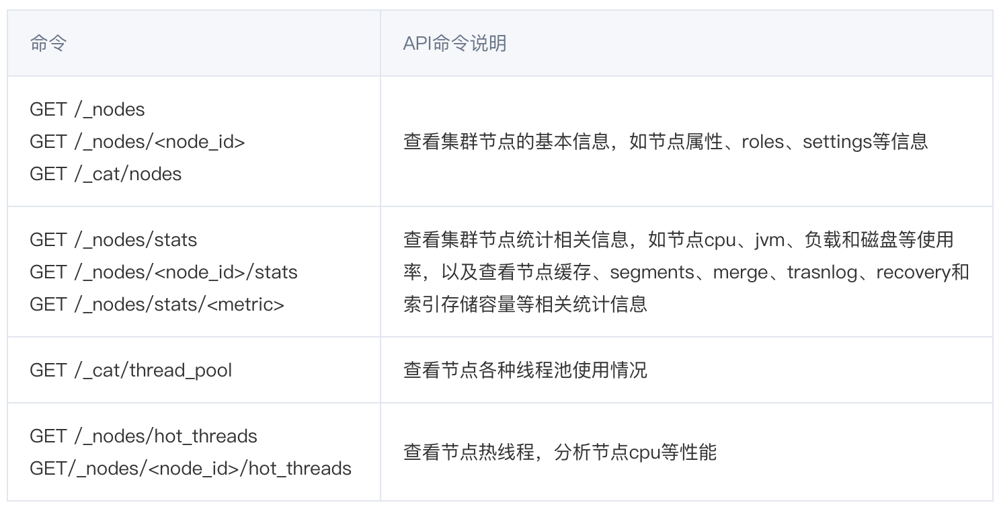 命令
API命令说明
GET /_nodes
GET /_nodes/<node_id>
GET /_cat/nodes
查看集群节点的基本信息，如节点属性、roles、settings等信息
GET /_nodes/stats
GET /_nodes/<node_id>/stats
GET /_nodes/stats/<metric>
查看集群节点统计相关信息，如节点cpu、jvm、负载和磁盘等使用
率，以及查看节点缓存、segments、merge、trasnlog、recovery和
索引存储容量等相关统计信息
GET /_cat/thread_pool
查看节点各种线程池使用情况
GET /_nodes/hot_threads
GET/_nodes/<node_id>/hot_threads
查看节点热线程，分析节点cpu等性能